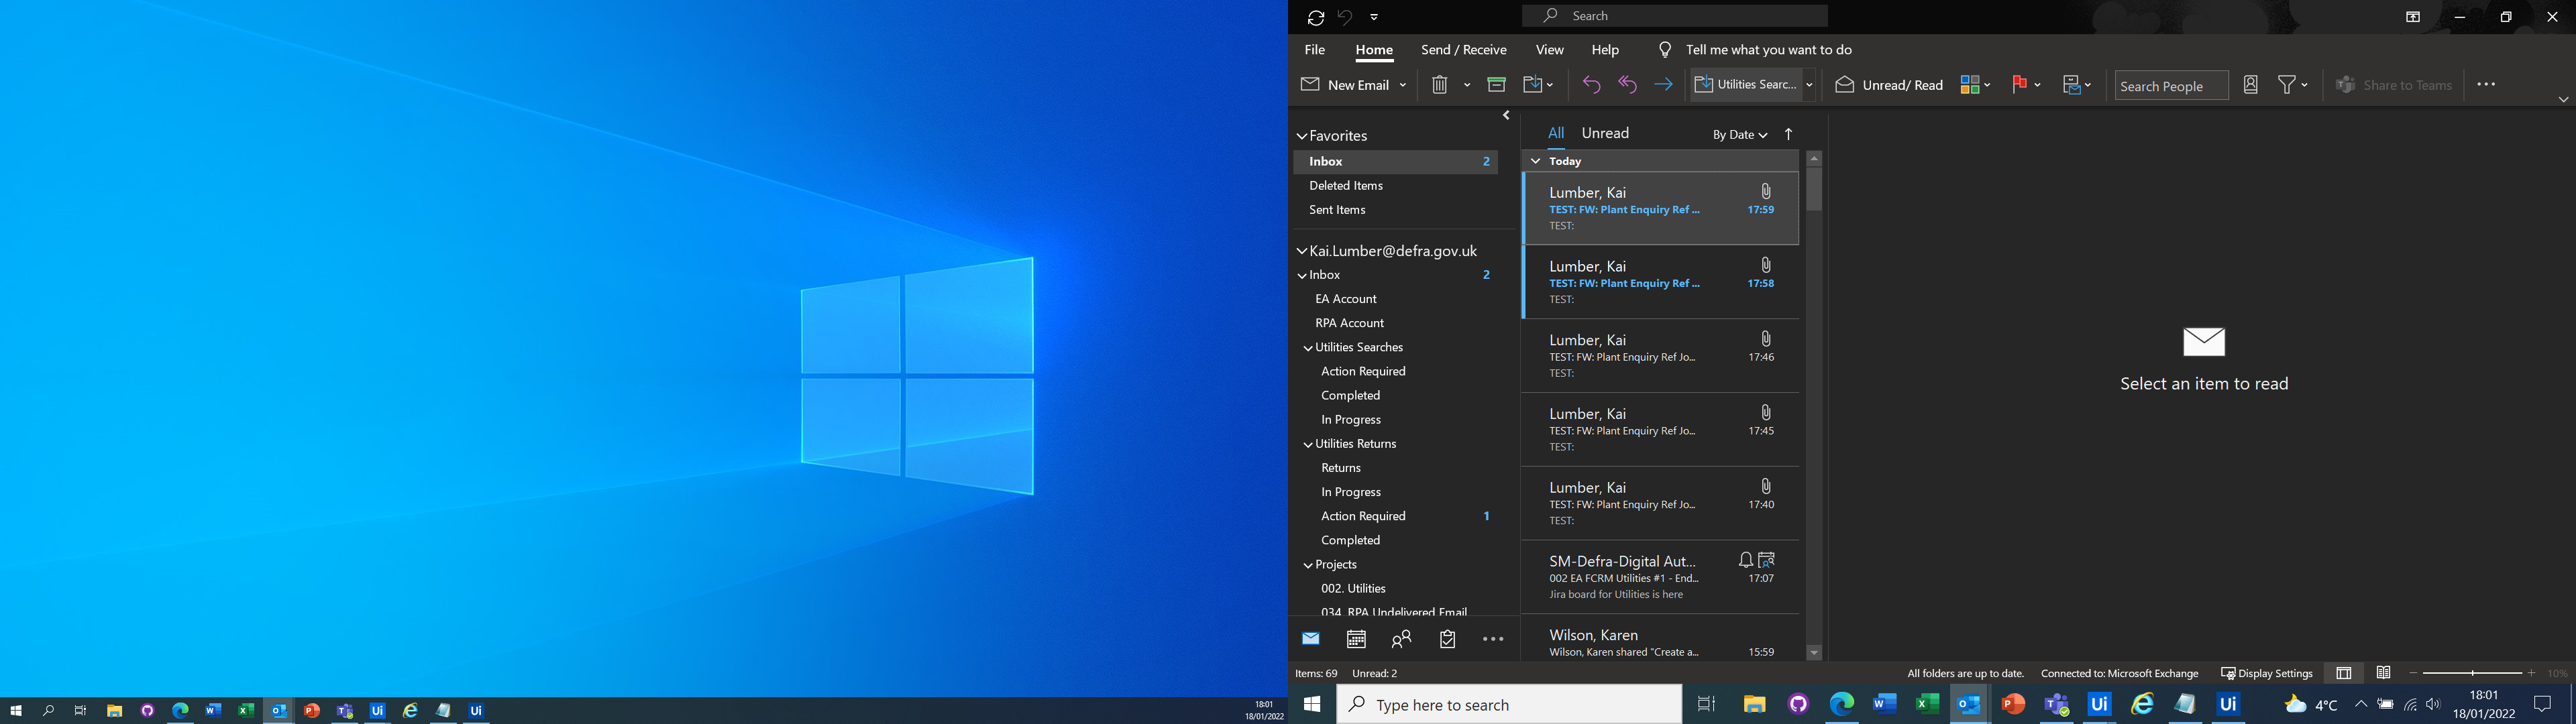 Search
File Home Send / Receive View Help Tell me what you want to do
New Email Utilities Searc... Unread/ Read Search People Share to Teams
Favorites
Inbox 2
Deleted Items
Sent Items
Kai.Lumber@defra.gov.uk
Inbox 2
EA Account
RPA Account
Utilities Searches
Action Required
Completed
In Progress
Utilities Returns
Returns
In Progress
Action Required 1
Completed
Projects
002. Utilities
034. RPA Undelivered Email
All Unread By Date
Today
Lumber, Kai
TEST: FW: Plant Enquiry Ref ... 17:59
TEST:
Lumber, Kai
TEST: FW: Plant Enquiry Ref ... 17:58
TEST:
Lumber, Kai
TEST: FW: Plant Enquiry Ref Jo... 17:46
TEST:
Lumber, Kai
TEST: FW: Plant Enquiry Ref Jo... 17:45
TEST:
Lumber, Kai
TEST: FW: Plant Enquiry Ref Jo... 17:40
TEST:
SM-Defra-Digital Aut...
002 EA FCRM Utilities #1 - End... 17:07
Jira board for Utilities is here
Wilson, Karen
Wilson, Karen shared "Create a... 15:59
Select an item to read
Items: 69 Unread: 2 All folders are up to date. Connected to: Microsoft Exchange Display Settings 10%
Type here to search
4°C
18:01
18/01/2022
18:01
18/01/2022